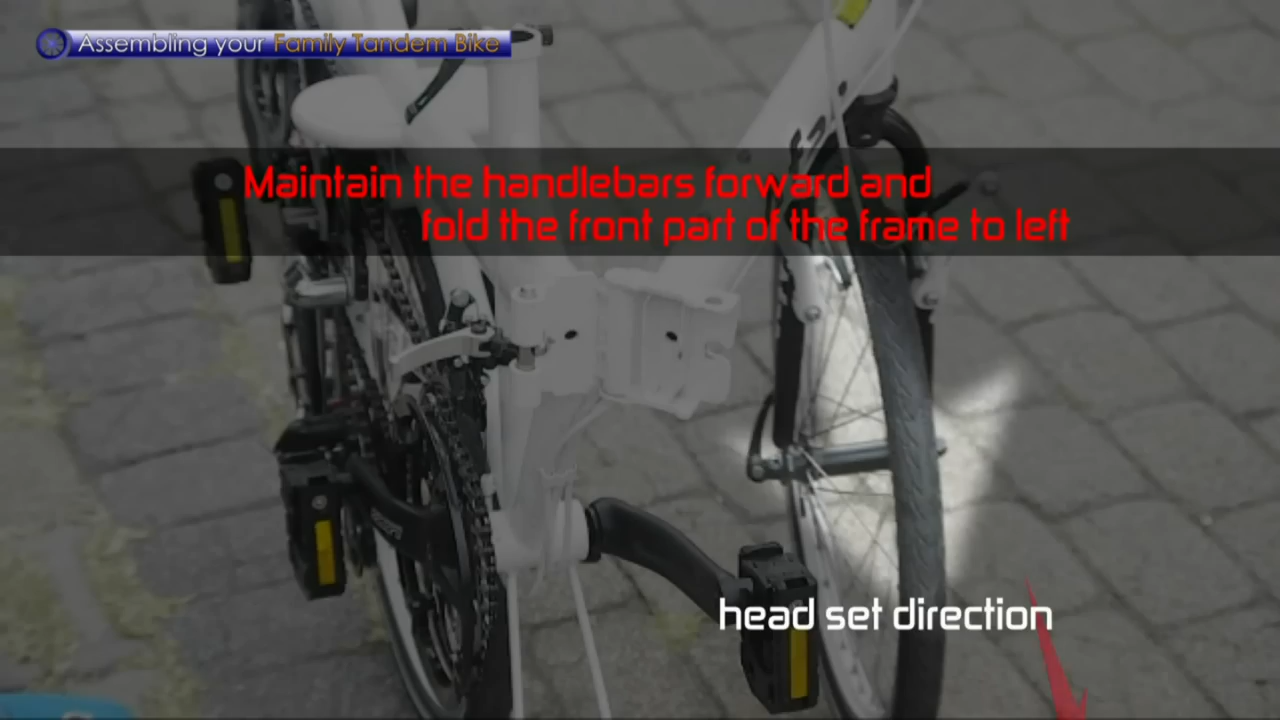 Assembling your Family Tandem Bike
Maintain the handlebars forward and
fold the front part of the frame to left
head set direction